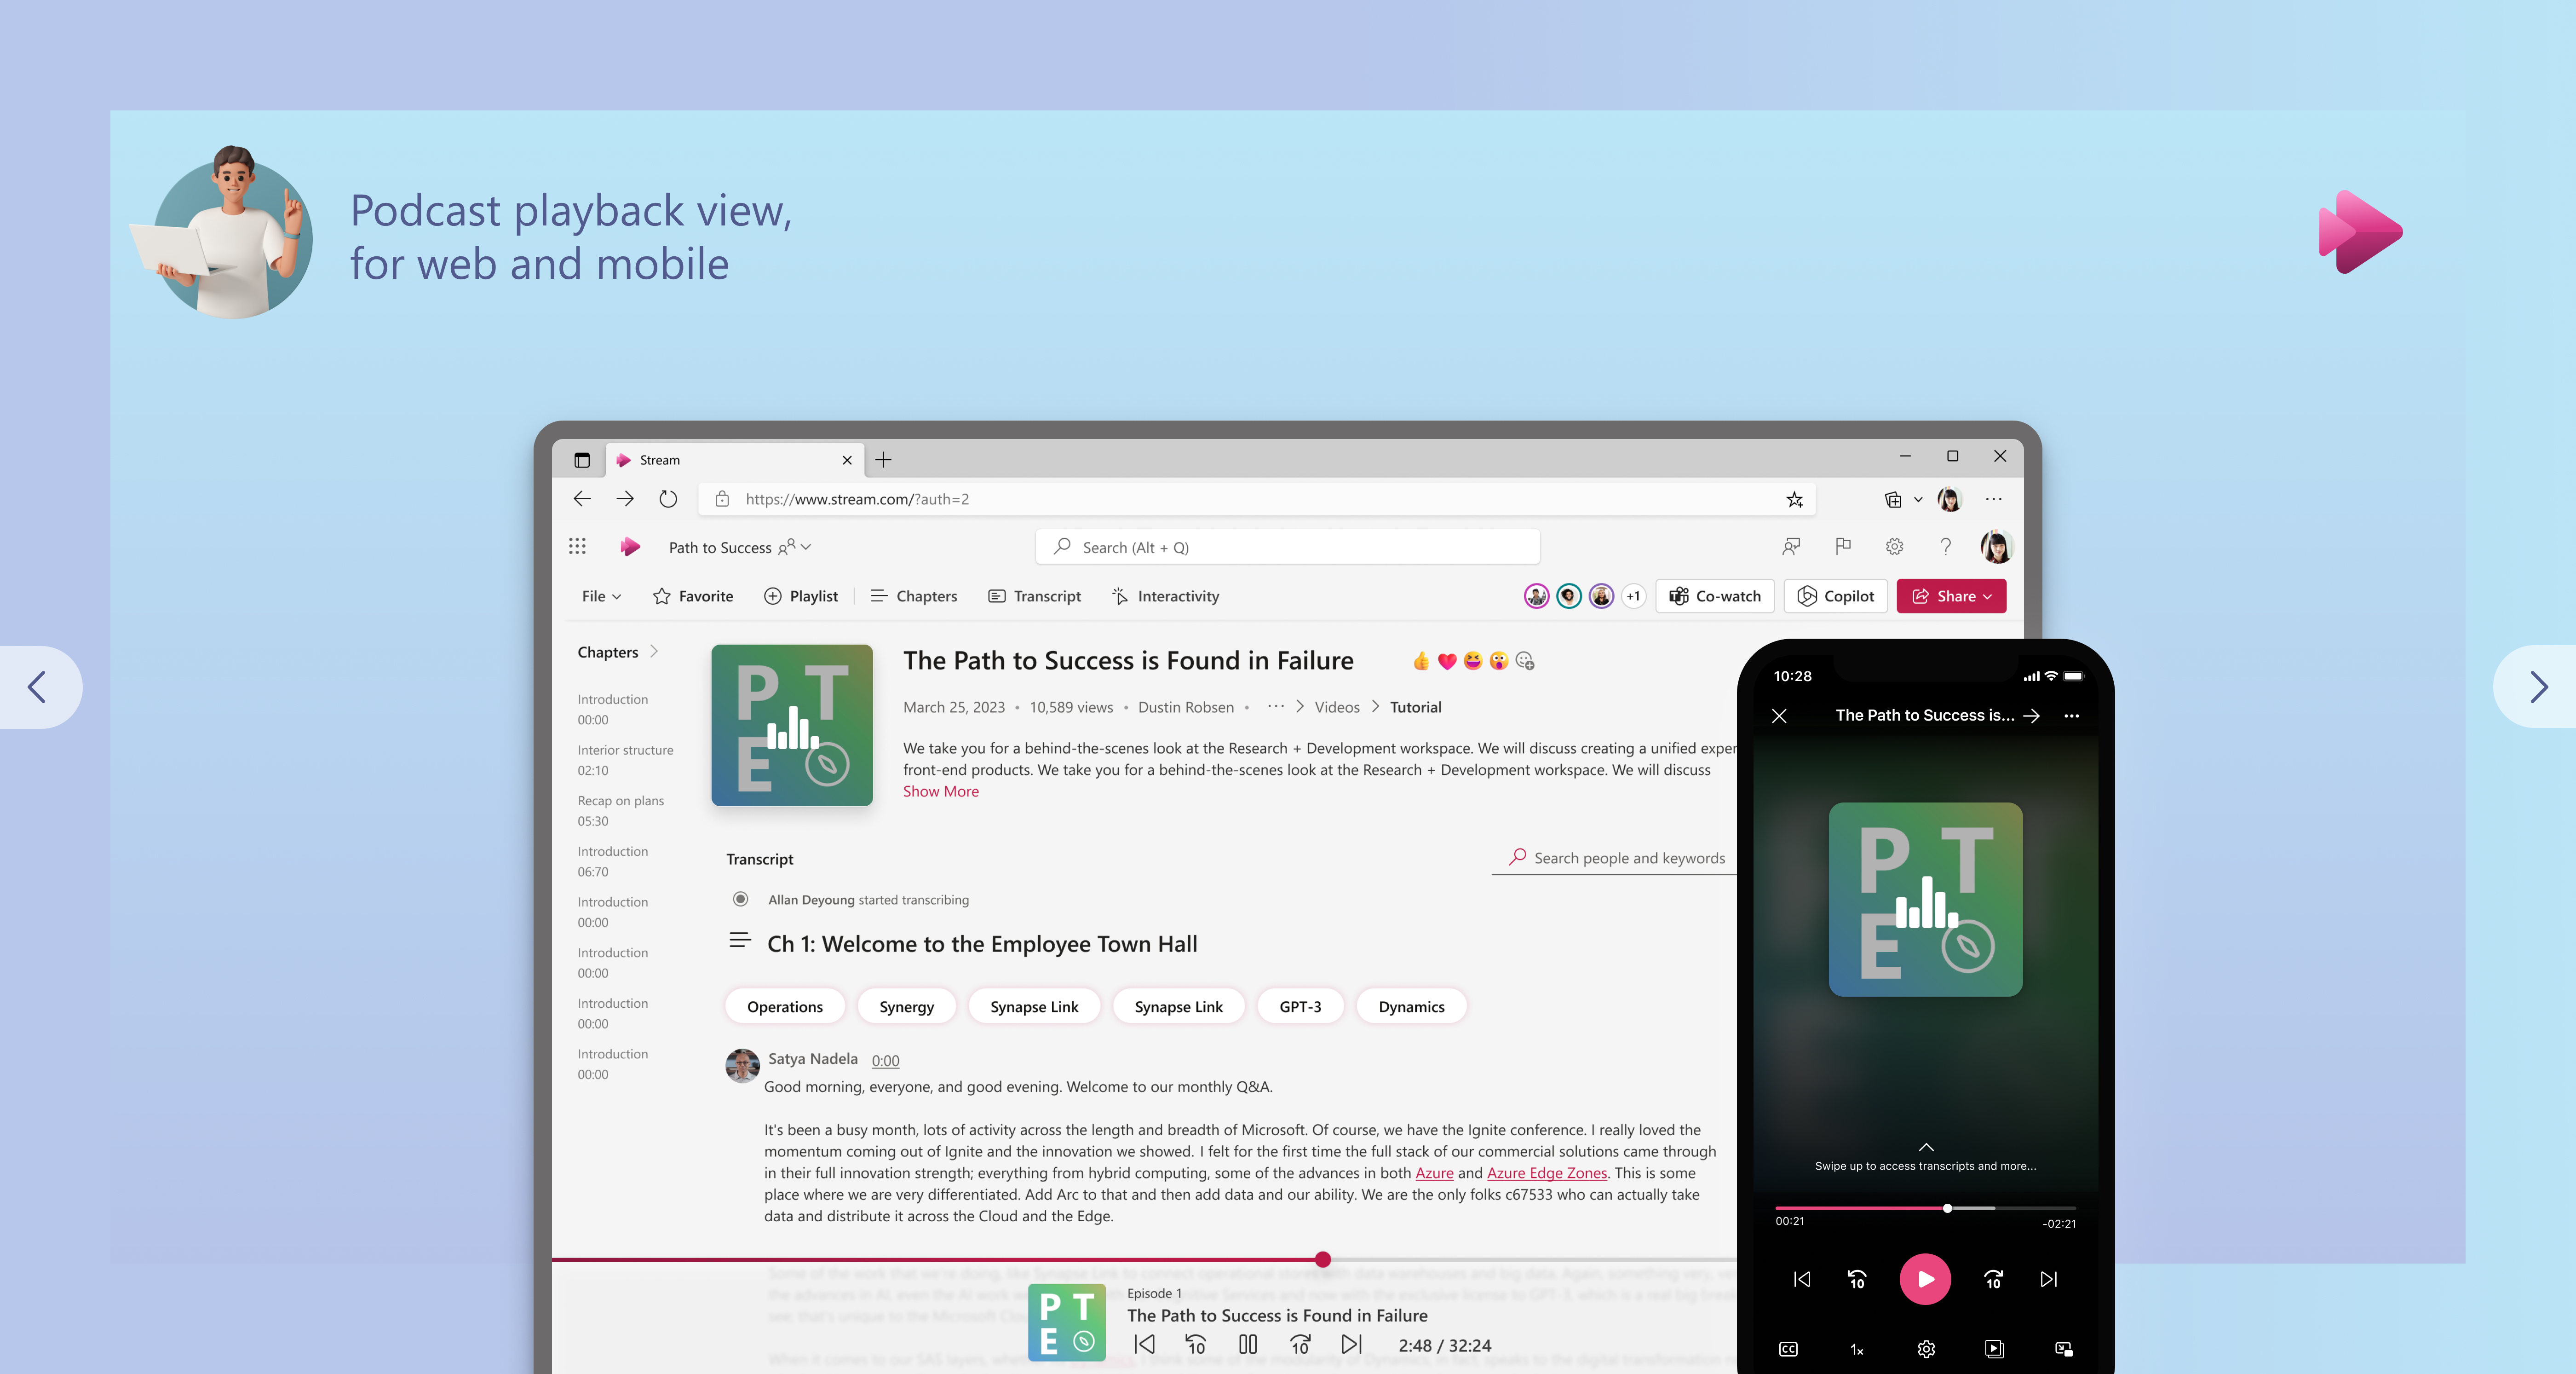 Podcast playback view,
for web and mobile
Stream
https://www.stream.com/?auth=2
Path to Success
Search (Alt + Q)
File
Favorite
Playlist
Chapters
Transcript
Interactivity
+1
Co-watch
Copilot
Share
Chapters
Introduction
00:00
Interior structure
02:10
Recap on plans
05:30
Introduction
06:70
Introduction
00:00
Introduction
00:00
Introduction
00:00
Introduction
00:00
P T
E
The Path to Success is Found in Failure
March 25, 2023 • 10,589 views • Dustin Robsen • ··· > Videos > Tutorial
We take you for a behind-the-scenes look at the Research + Development workspace. We will discuss creating a unified exper
front-end products. We take you for a behind-the-scenes look at the Research + Development workspace. We will discuss
Show More
Transcript
Search people and keywords
Allan Deyoung started transcribing
Ch 1: Welcome to the Employee Town Hall
Operations
Synergy
Synapse Link
Synapse Link
GPT-3
Dynamics
Satya Nadela 0:00
Good morning, everyone, and good evening. Welcome to our monthly Q&A.
It's been a busy month, lots of activity across the length and breadth of Microsoft. Of course, we have the Ignite conference. I really loved the
momentum coming out of Ignite and the innovation we showed. I felt for the first time the full stack of our commercial solutions came through
in their full innovation strength; everything from hybrid computing, some of the advances in both Azure and Azure Edge Zones. This is some
place where we are very differentiated. Add Arc to that and then add data and our ability. We are the only folks c67533 who can actually take
data and distribute it across the Cloud and the Edge.
P T
E
Episode 1
The Path to Success is Found in Failure
10
10
2:48 / 32:24
10:28
The Path to Success is...
P T
E
Swipe up to access transcripts and more...
00:21
-02:21
10
10
CC
1x